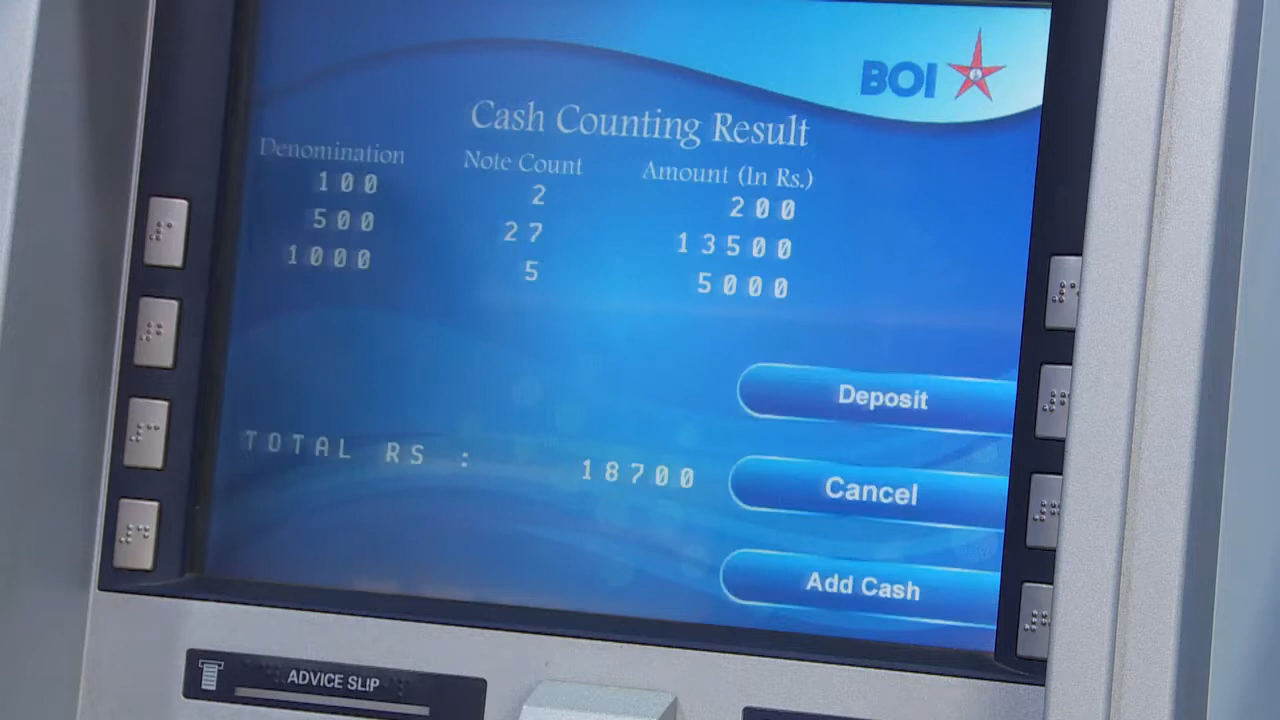 BOI
Cash Counting Result
Denomination Note Count Amount (In Rs.)
100 2 200
500 27 13500
1000 5 5000
Deposit
TOTAL RS : 18700
Cancel
Add Cash
ADVICE SLIP